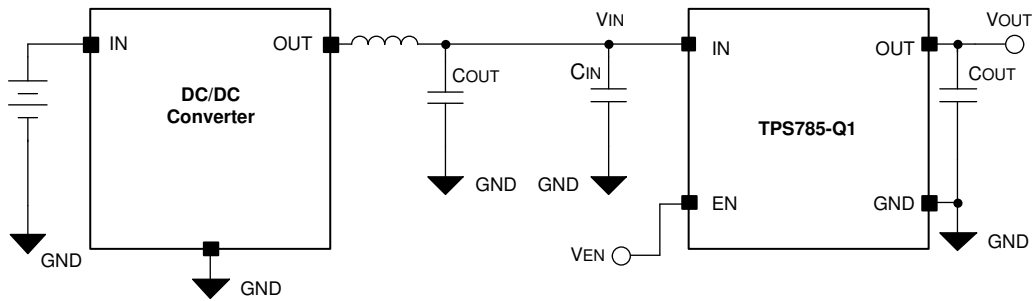 VIN
VOUT
IN
OUT
IN
OUT
COUT
CIN
COUT
DC/DC
Converter
TPS785-Q1
GND
GND
EN
GND
VEN
GND
GND
GND